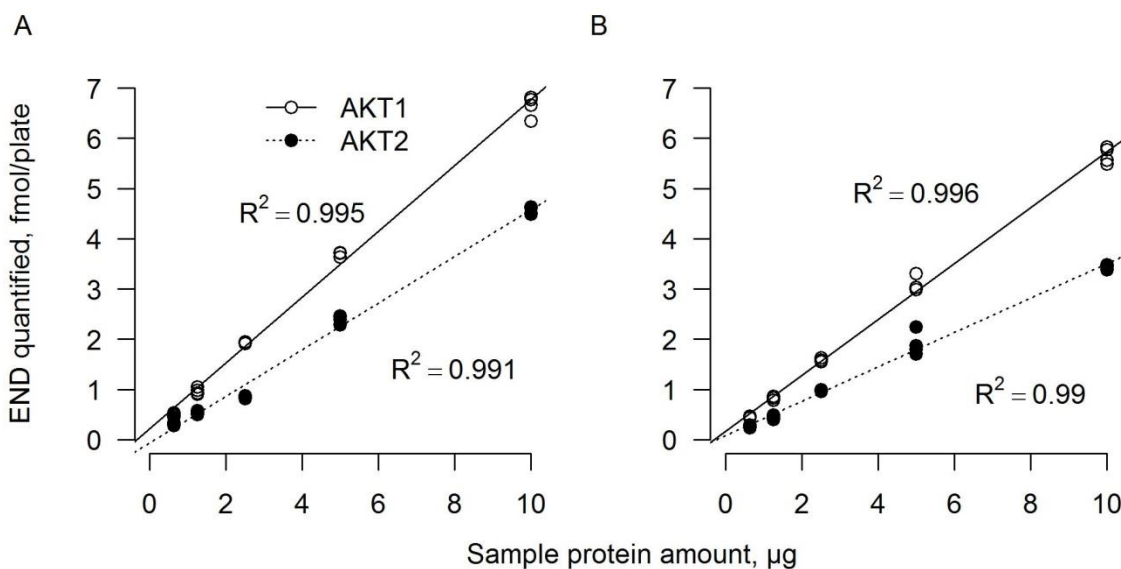 A
B
END quantified, fmol/plate
7
6
5
4
3
2
1
0
AKT1
AKT2
R² = 0.995
R² = 0.991
0 2 4 6 8 10
7
6
5
4
3
2
1
0
R² = 0.996
R² = 0.99
0 2 4 6 8 10
Sample protein amount, µg